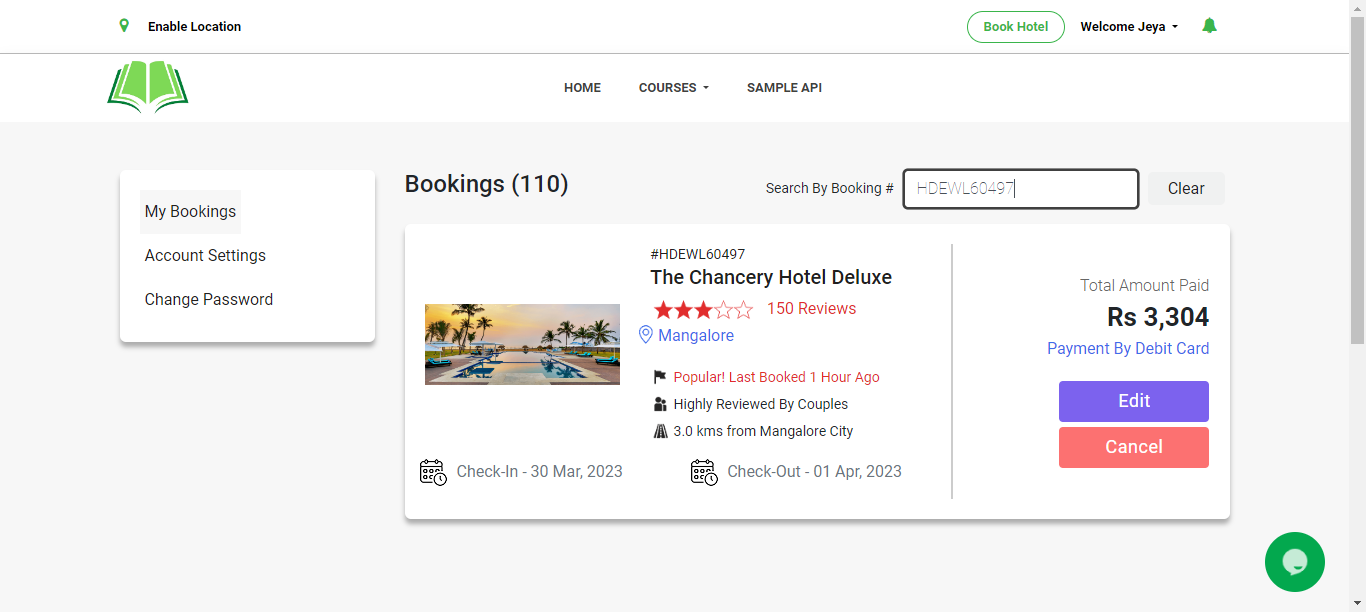 Enable Location
Book Hotel
Welcome Jeya
HOME
COURSES
SAMPLE API
My Bookings
Account Settings
Change Password
Bookings (110)
Search By Booking #
HDEWL60497
Clear
#HDEWL60497
The Chancery Hotel Deluxe
150 Reviews
Mangalore
Popular! Last Booked 1 Hour Ago
Highly Reviewed By Couples
3.0 kms from Mangalore City
Check-In - 30 Mar, 2023
Check-Out - 01 Apr, 2023
Total Amount Paid
Rs 3,304
Payment By Debit Card
Edit
Cancel